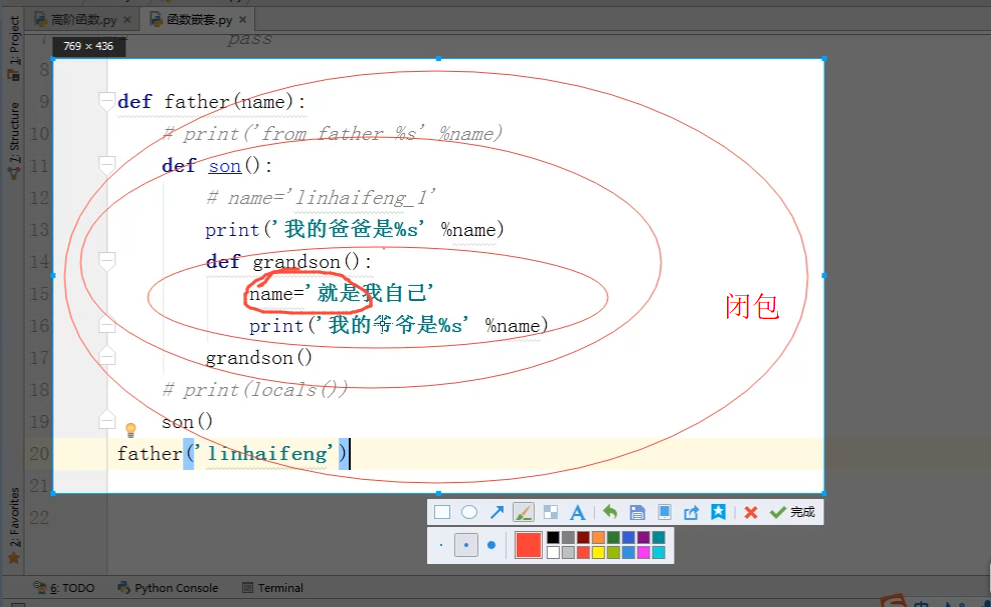 高阶函数.py × 函数嵌套.py ×
1: Project
7: Structure
2: Favorites
769 × 436
pass
8
9 def father(name):
10 # print('from father %s' %name)
11 def son():
12 # name='linhaifeng_1'
13 print('我的爸爸是%s' %name)
14 def grandson():
15 name='就是我自己'
16 print('我的爷爷是%s' %name)
17 grandson()
18 # print(locals())
19 son()
20 father('linhaifeng')
21
22
闭包
完成
6: TODO Python Console Terminal